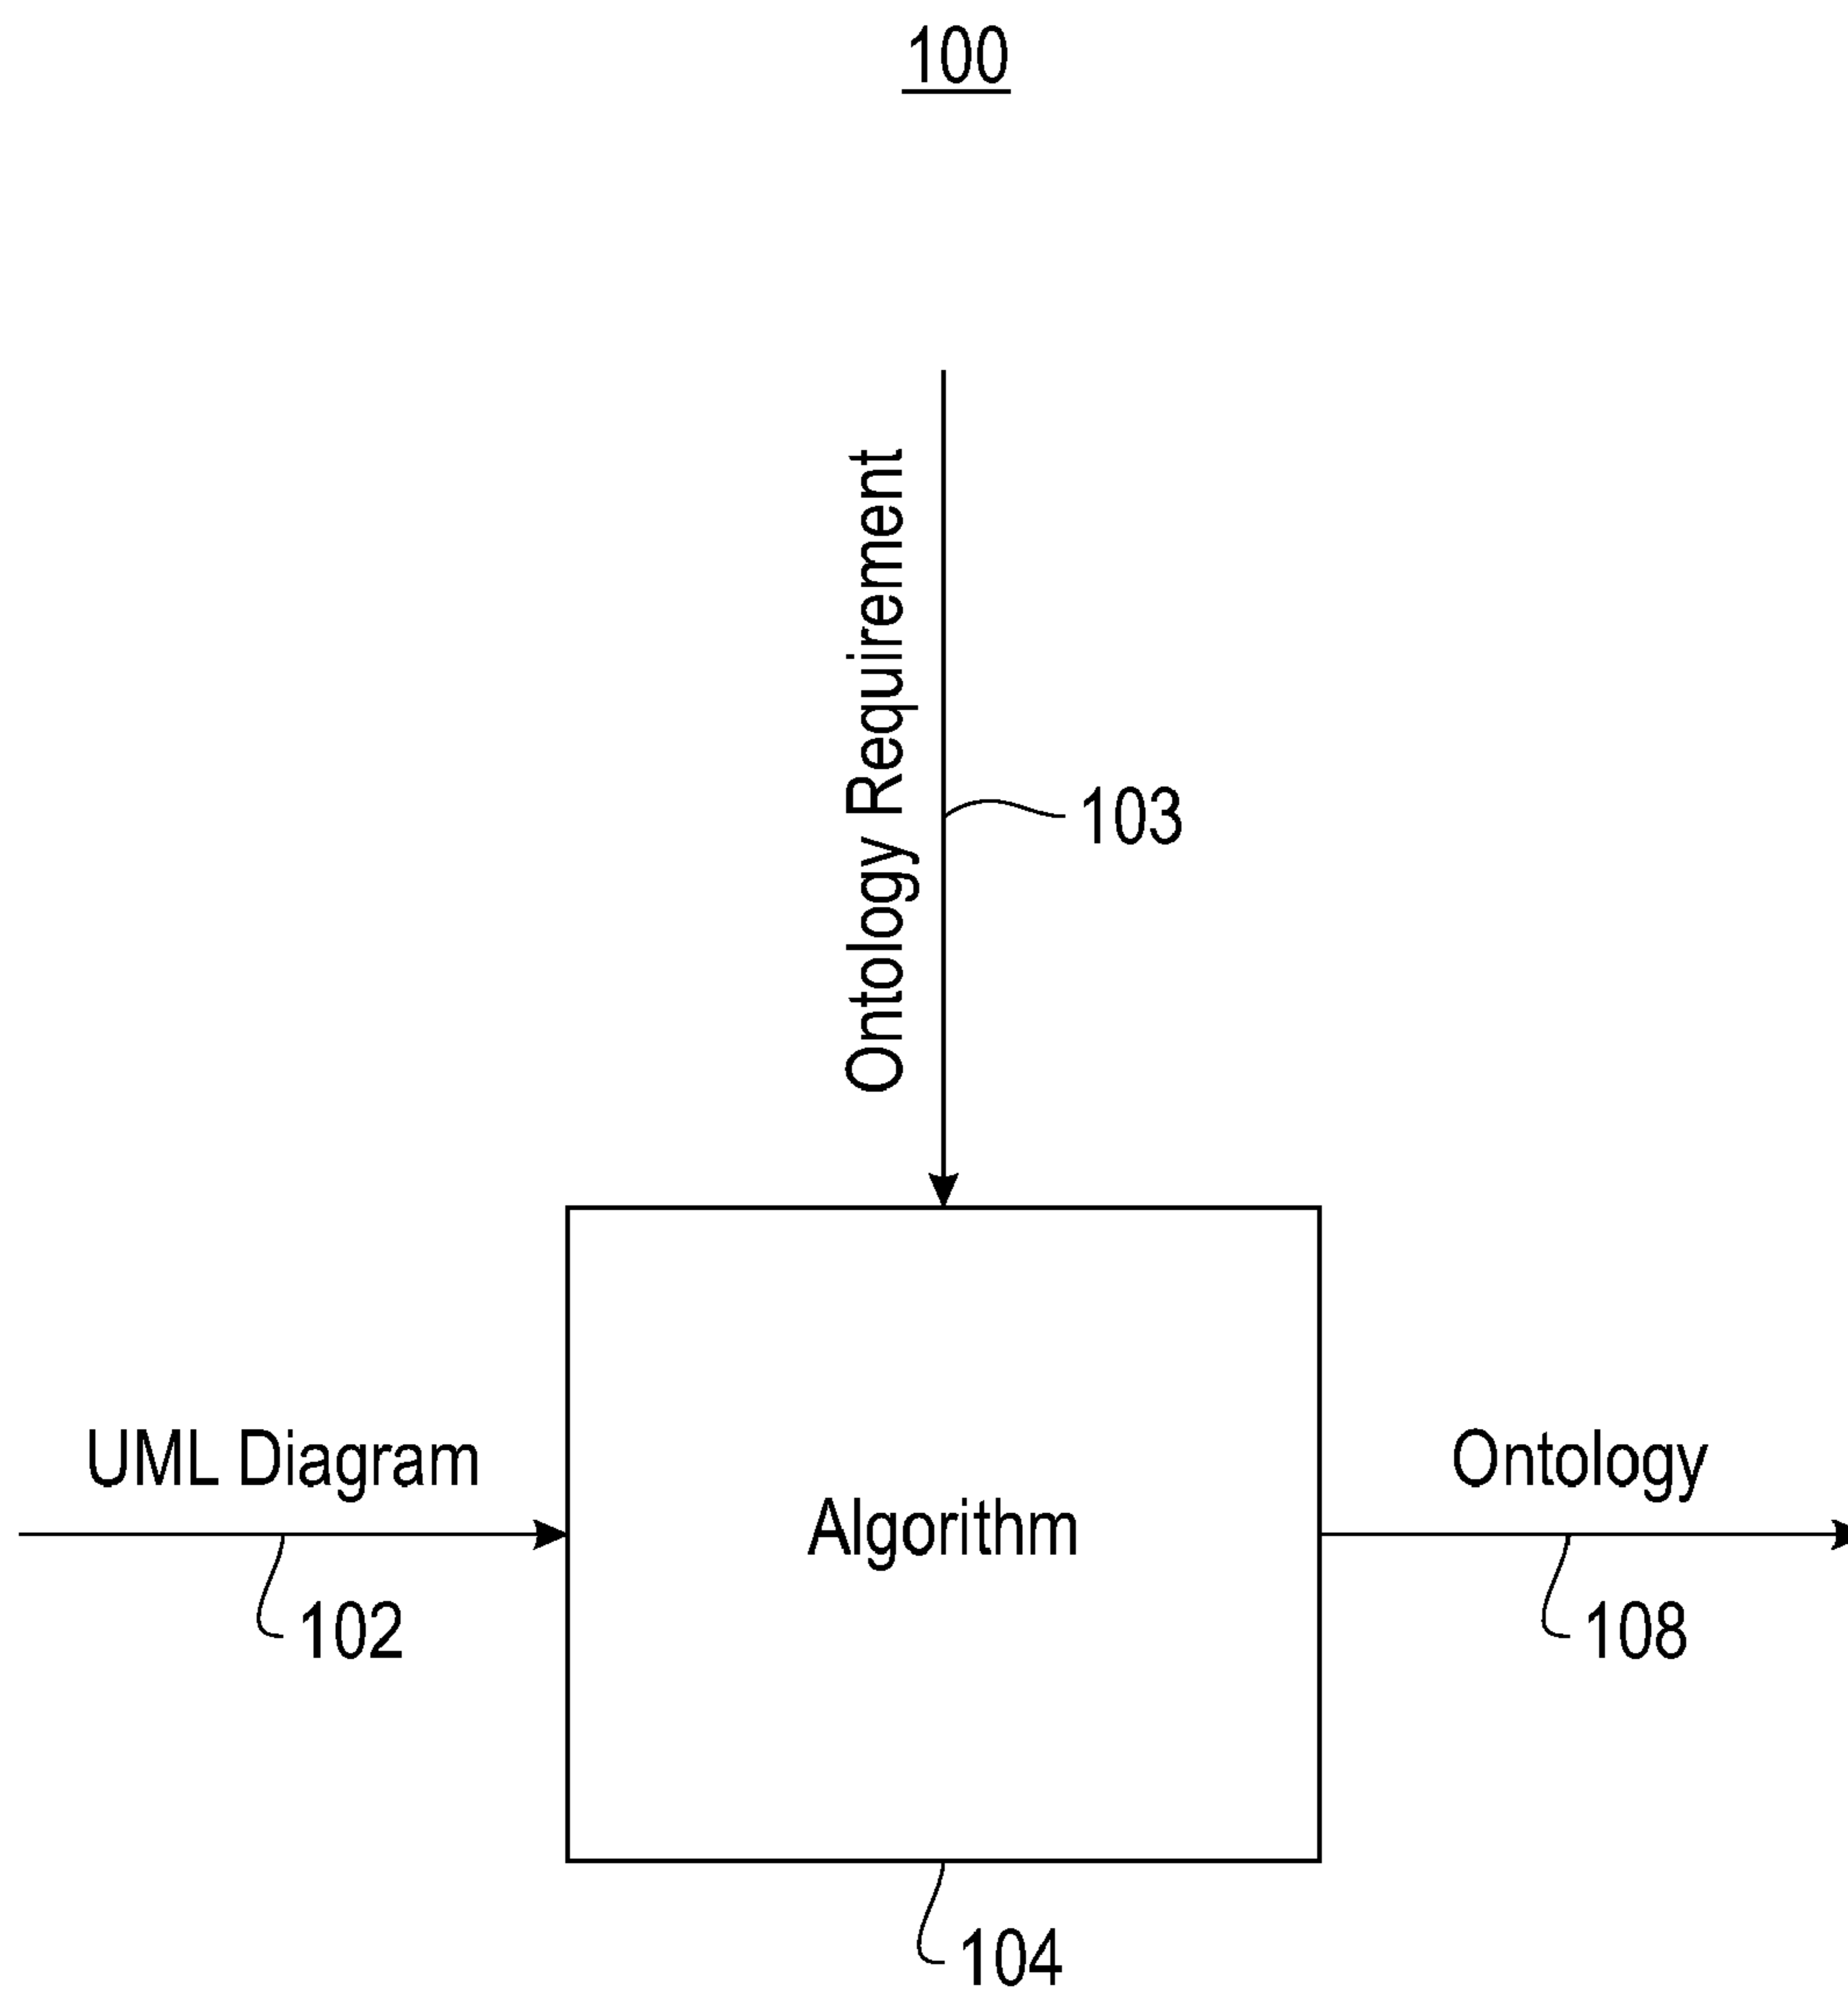 100
Ontology Requirement
103
UML Diagram
Ontology
Algorithm
102
108
104